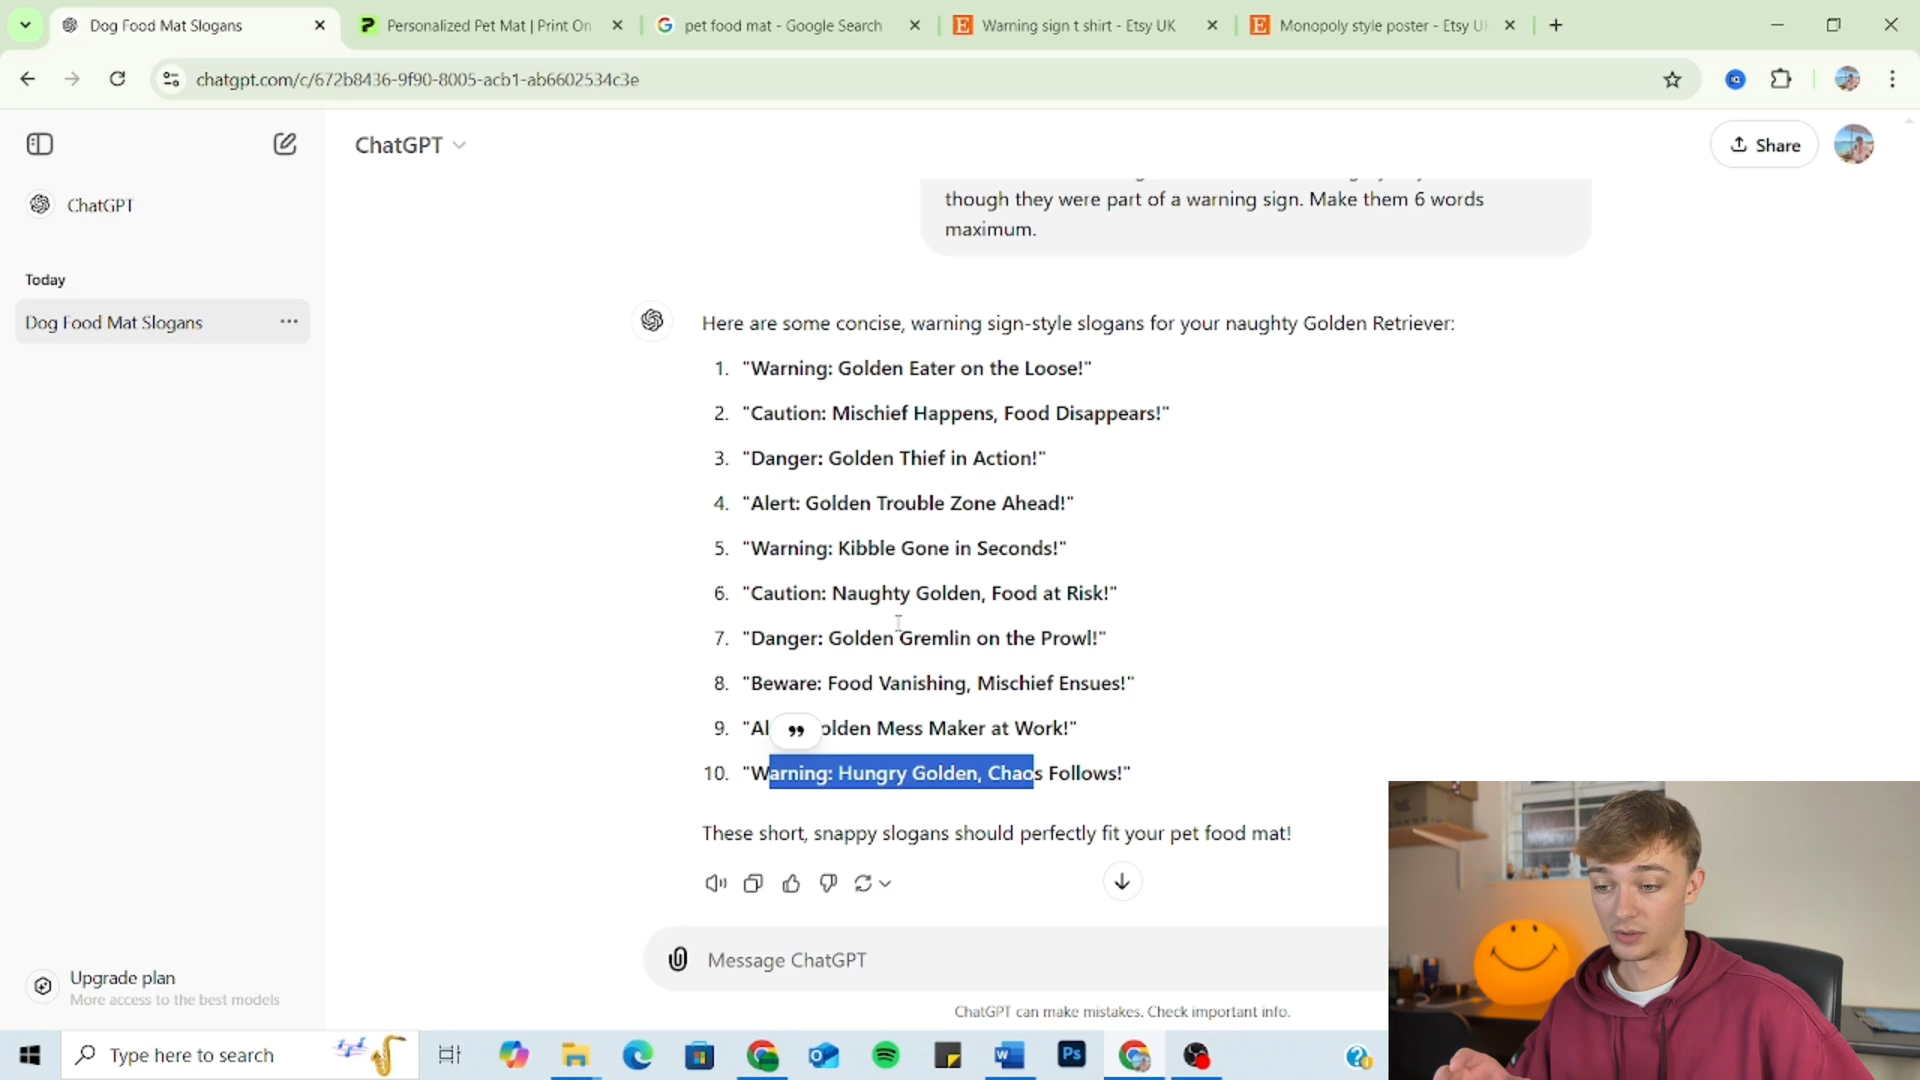 Dog Food Mat Slogans
Personalized Pet Mat | Print On
pet food mat - Google Search
Warning sign t shirt - Etsy UK
Monopoly style poster - Etsy UK
chatgpt.com/c/672b8436-9f90-8005-acb1-ab6602534c3e
ChatGPT
Share
ChatGPT
Today
Dog Food Mat Slogans
though they were part of a warning sign. Make them 6 words
maximum.
Here are some concise, warning sign-style slogans for your naughty Golden Retriever:
1. "Warning: Golden Eater on the Loose!"
2. "Caution: Mischief Happens, Food Disappears!"
3. "Danger: Golden Thief in Action!"
4. "Alert: Golden Trouble Zone Ahead!"
5. "Warning: Kibble Gone in Seconds!"
6. "Caution: Naughty Golden, Food at Risk!"
7. "Danger: Golden Gremlin on the Prowl!"
8. "Beware: Food Vanishing, Mischief Ensues!"
9. "Al olden Mess Maker at Work!"
10. "Warning: Hungry Golden, Chaos Follows!"
These short, snappy slogans should perfectly fit your pet food mat!
Message ChatGPT
ChatGPT can make mistakes. Check important info.
Upgrade plan
More access to the best models
Type here to search